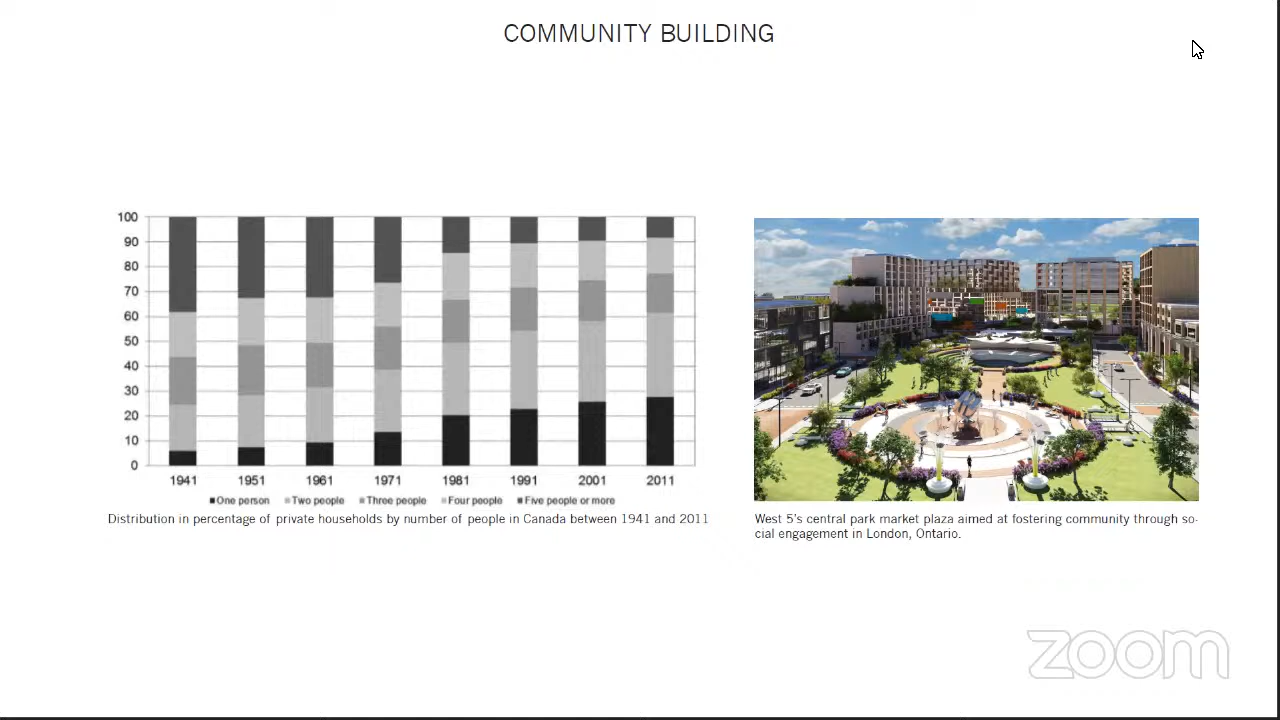 COMMUNITY BUILDING
100
90
80
70
60
50
40
30
20
10
0
1941 1951 1961 1971 1981 1991 2001 2011
One person Two people Three people Four people Five people or more
Distribution in percentage of private households by number of people in Canada between 1941 and 2011
West 5's central park market plaza aimed at fostering community through so-
cial engagement in London, Ontario.
zoom